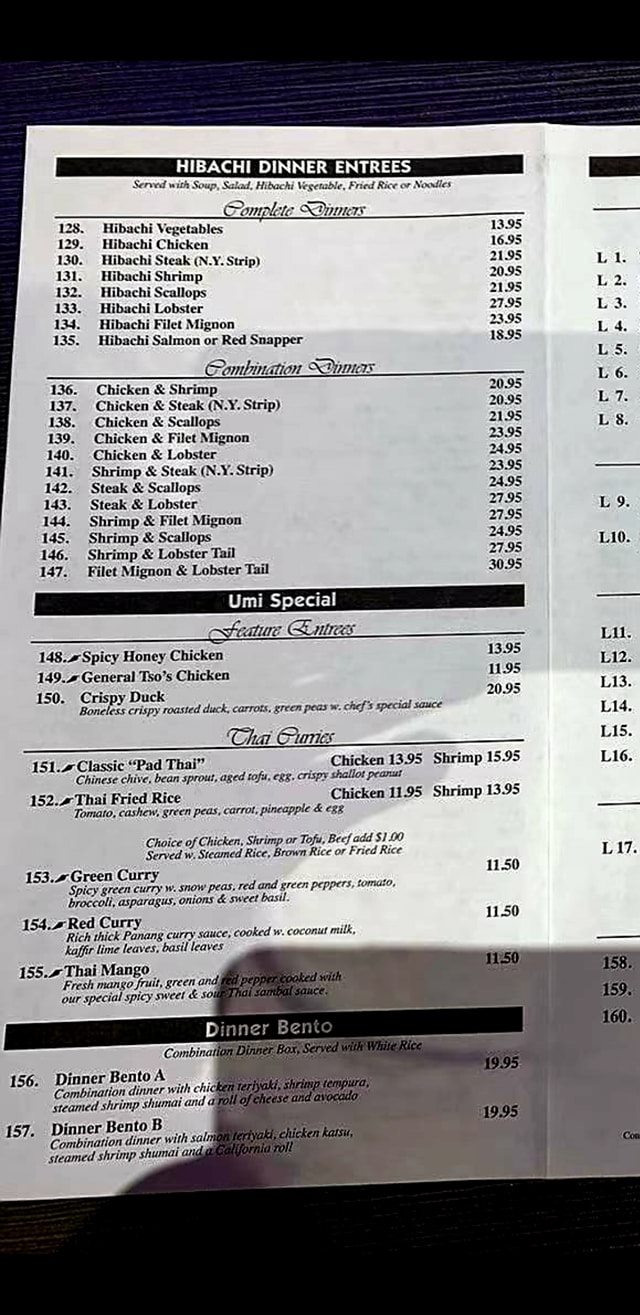 HIBACHI DINNER ENTREES
Served with Soup, Salad, Hibachi Vegetable, Fried Rice or Noodles
Complete Dinners
128. Hibachi Vegetables 13.95
129. Hibachi Chicken 16.95
130. Hibachi Steak (N.Y. Strip) 21.95
131. Hibachi Shrimp 20.95
132. Hibachi Scallops 21.95
133. Hibachi Lobster 27.95
134. Hibachi Filet Mignon 23.95
135. Hibachi Salmon or Red Snapper 18.95
Combination Dinners
136. Chicken & Shrimp 20.95
137. Chicken & Steak (N.Y. Strip) 20.95
138. Chicken & Scallops 21.95
139. Chicken & Filet Mignon 23.95
140. Chicken & Lobster 24.95
141. Shrimp & Steak (N.Y. Strip) 23.95
142. Steak & Scallops 24.95
143. Steak & Lobster 27.95
144. Shrimp & Filet Mignon 27.95
145. Shrimp & Scallops 24.95
146. Shrimp & Lobster Tail 27.95
147. Filet Mignon & Lobster Tail 30.95
Umi Special
Feature Entrees
148. Spicy Honey Chicken 13.95
149. General Tso's Chicken 11.95
150. Crispy Duck 20.95
Boneless crispy roasted duck, carrots, green peas w. chef's special sauce
Thai Curries
151. Classic "Pad Thai" Chicken 13.95 Shrimp 15.95
Chinese chive, bean sprout, aged tofu, egg, crispy shallot peanut
152. Thai Fried Rice Chicken 11.95 Shrimp 13.95
Tomato, cashew, green peas, carrot, pineapple & egg
Choice of Chicken, Shrimp or Tofu, Beef add $1.00
Served w. Steamed Rice, Brown Rice or Fried Rice
153. Green Curry 11.50
Spicy green curry w. snow peas, red and green peppers, tomato,
broccoli, asparagus, onions & sweet basil.
154. Red Curry 11.50
Rich thick Panang curry sauce, cooked w. coconut milk,
kaffir lime leaves, basil leaves
155. Thai Mango 11.50
Fresh mango fruit, green and red pepper cooked with
our special spicy sweet & sour Thai sambal sauce.
Dinner Bento
Combination Dinner Box, Served with White Rice
156. Dinner Bento A 19.95
Combination dinner with chicken teriyaki, shrimp tempura,
steamed shrimp shumai and a roll of cheese and avocado
157. Dinner Bento B 19.95
Combination dinner with salmon teriyaki, chicken katsu,
steamed shrimp shumai and a California roll
L 1.
L 2.
L 3.
L 4.
L 5.
L 6.
L 7.
L 8.
L 9.
L10.
L11.
L12.
L13.
L14.
L15.
L16.
L 17.
158.
159.
160.